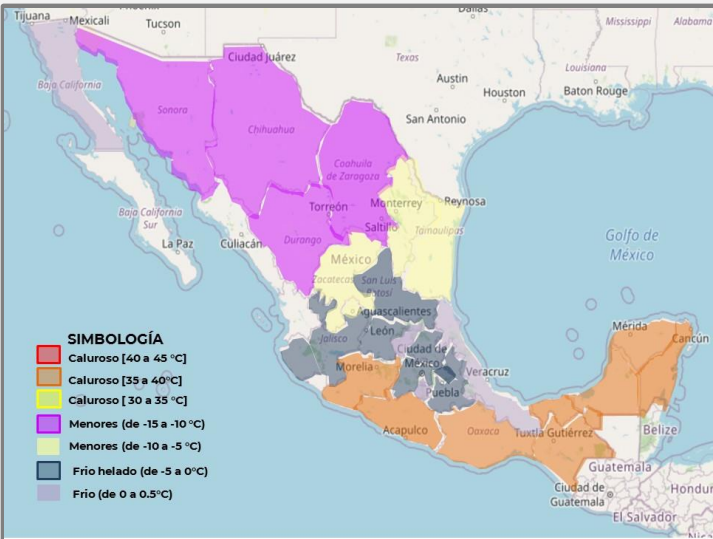 Dallas
Tijuana
Mexicali
Tucson
Mississippi
Alabama
Ciudad Juárez
Texas
Louisiana
Baja California
Austin
Houston
Baton Rouge
Sonora
San Antonio
Chihuahua
Coahuila
de Zaragoza
Torreón
Monterrey
Reynosa
Baja California
Sur
Saltillo
Tamaulipas
La Paz
Culiacán
Durango
Golfo de
México
México
Zacatecas
San Luis
Potosí
Aguascalientes
Mérida
Cancún
SIMBOLOGÍA
Jalisco
León
Caluroso [40 a 45 °C]
Ciudad de
México
Morelia
Veracruz
Caluroso [35 a 40°C]
Puebla
Caluroso [ 30 a 35 °C]
Menores (de -15 a -10 °C)
Acapulco
Oaxaca
Tuxtla Gutiérrez
Belize
Menores (de -10 a -5 °C)
Frio helado (de -5 a 0°C)
Guatemala
Frio (de 0 a 0.5°C)
Ciudad de
Guatemala
Hondur
El Salvador